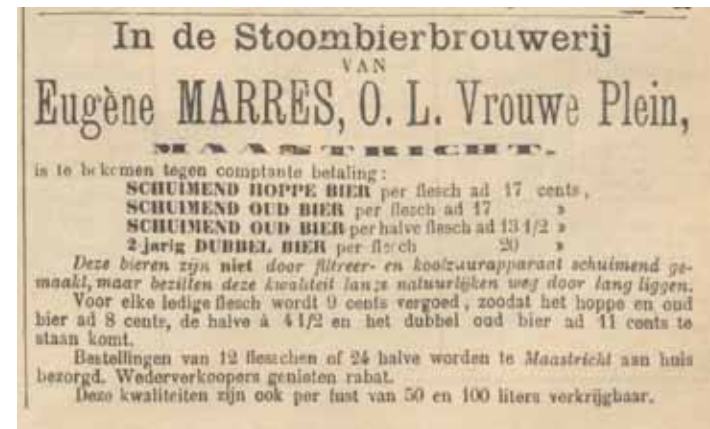 In de Stoombierbrouwerij
VAN
Eugène MARRES, O. L. Vrouwe Plein,
MAASTRICHT.
is te bekomen tegen comptante betaling:
SCHUIMEND HOPPE BIER per flesch ad 17 cents,
SCHUIMEND OUD BIER per flesch ad 17 »
SCHUIMEND OUD BIER per halve flesch ad 13 1/2 »
2-jarig DUBBEL BIER per flesch 20 »
Deze bieren zijn niet door filtreer- en koolzuurapparaat schuimend ge-
maakt, maar bezitten deze kwaliteit langs natuurlijken weg door lang liggen.
Voor elke ledige flesch wordt 9 cents vergoed, zoodat het hoppe en oud
bier ad 8 cents, de halve à 4 1/2 en het dubbel oud bier ad 11 cents te
staan komt.
Bestellingen van 12 flesschen of 24 halve worden te Maastricht aan huis
bezorgd. Wederverkoopers genieten rabat.
Deze kwaliteiten zijn ook per fust van 50 en 100 liters verkrijgbaar.